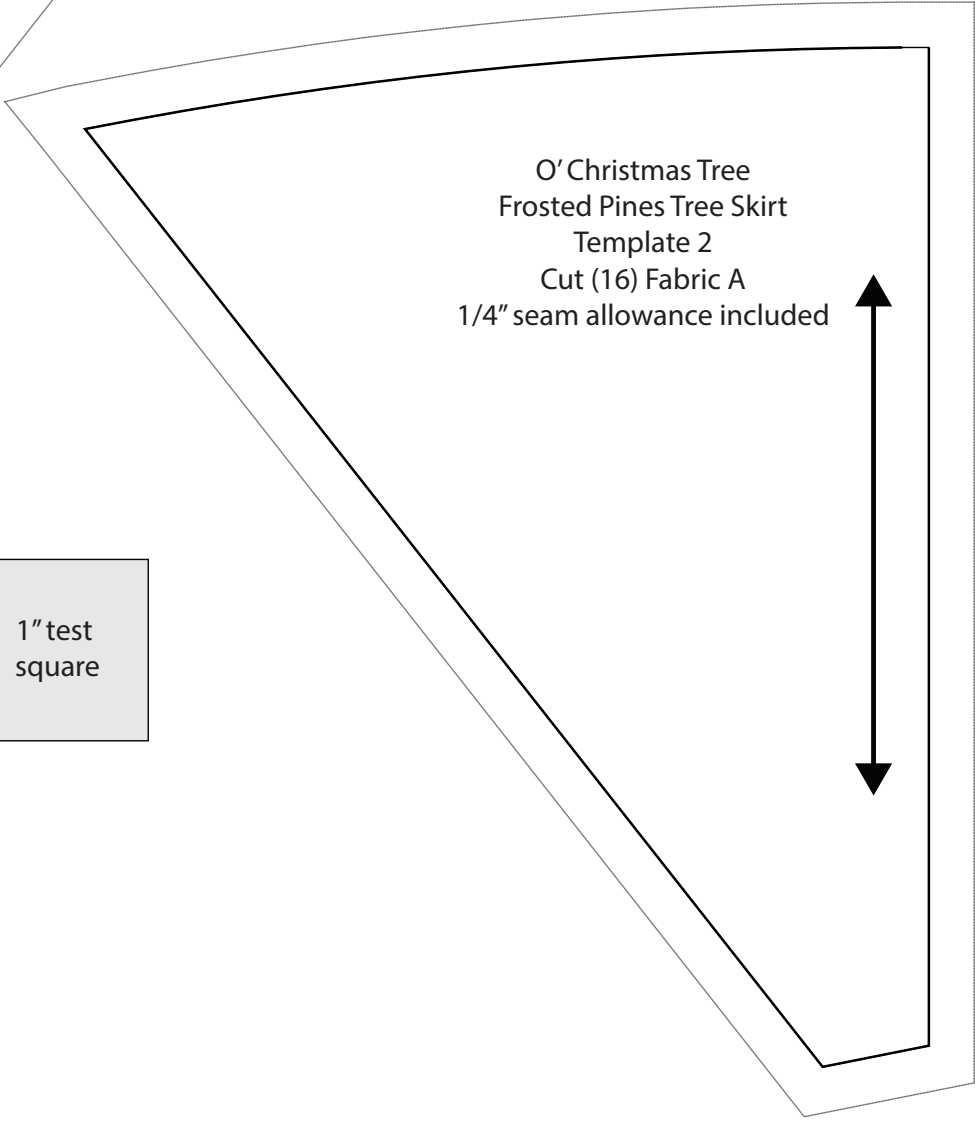 O’ Christmas Tree
Frosted Pines Tree Skirt
Template 2
Cut (16) Fabric A
1/4” seam allowance included
1” test
square